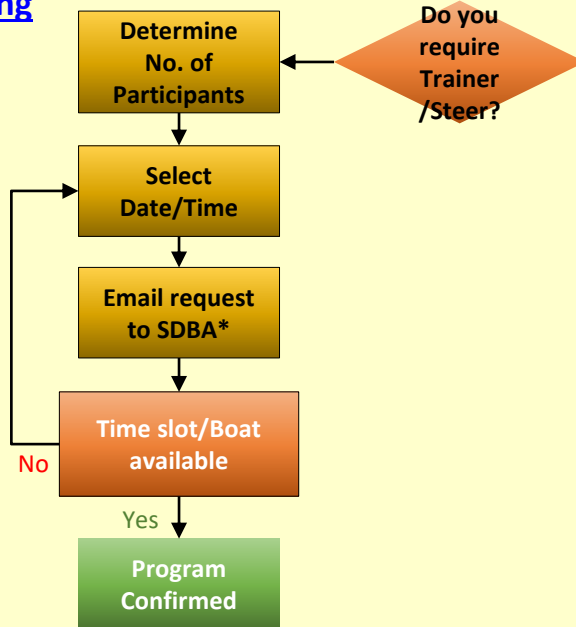 ng
Do you
require
Trainer
/Steer?
Determine
No. of
Participants
Select
Date/Time
Email request
to SDBA*
Time slot/Boat
available
No
Yes
Program
Confirmed